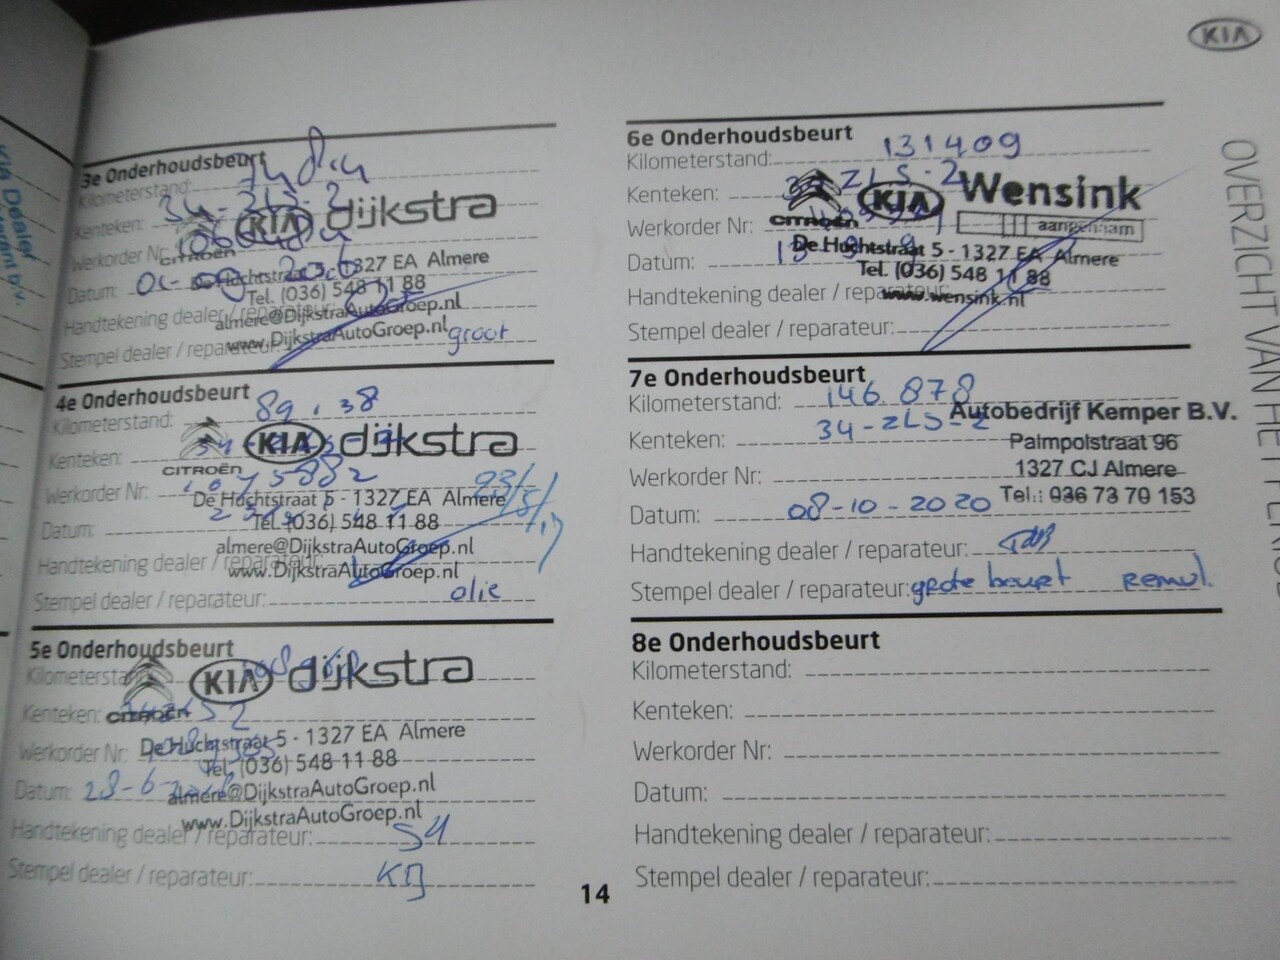 KIA
OVERZICHT VAN HET
3e Onderhoudsbeurt
Kilometerstand:
Kenteken: 34-ZLS-2
KIA dijkstra
Werkorder Nr:
CITROËN
De Huchtstraat 5 - 1327 EA Almere
Datum:
Tel. (036) 548 11 88
almere@DijkstraAutoGroep.nl
Handtekening dealer / reparateur:
www.DijkstraAutoGroep.nl
Stempel dealer / reparateur: groot
4e Onderhoudsbeurt
Kilometerstand:
KIA dijkstra
Kenteken:
CITROËN
Werkorder Nr:
De Huchtstraat 5 - 1327 EA Almere
Datum:
Tel. (036) 548 11 88
almere@DijkstraAutoGroep.nl
Handtekening dealer / reparateur:
www.DijkstraAutoGroep.nl
Stempel dealer / reparateur: olie
5e Onderhoudsbeurt
Kilometerstand:
KIA dijkstra
Kenteken:
CITROËN
De Huchtstraat 5 - 1327 EA Almere
Werkorder Nr:
Tel. (036) 548 11 88
Datum: 28-6-
almere@DijkstraAutoGroep.nl
www.DijkstraAutoGroep.nl
Handtekening dealer / reparateur:
Stempel dealer / reparateur:
6e Onderhoudsbeurt
Kilometerstand: 131409
Kenteken: ZLS-2
KIA Wensink
CITROËN
aangenaam
Werkorder Nr:
De Huchtstraat 5 - 1327 EA Almere
Datum:
Tel. (036) 548 11 88
Handtekening dealer / reparateur:
www.wensink.nl
Stempel dealer / reparateur:
7e Onderhoudsbeurt
Kilometerstand: 146 878
Autobedrijf Kemper B.V.
Kenteken: 34-ZLS-2
Palmpolstraat 96
Werkorder Nr:
1327 CJ Almere
Tel.: 036 73 70 153
Datum: 08-10-2020
Handtekening dealer / reparateur:
Stempel dealer / reparateur: grote beurt Remvl.
8e Onderhoudsbeurt
Kilometerstand:
Kenteken:
Werkorder Nr:
Datum:
Handtekening dealer / reparateur:
Stempel dealer / reparateur:
14